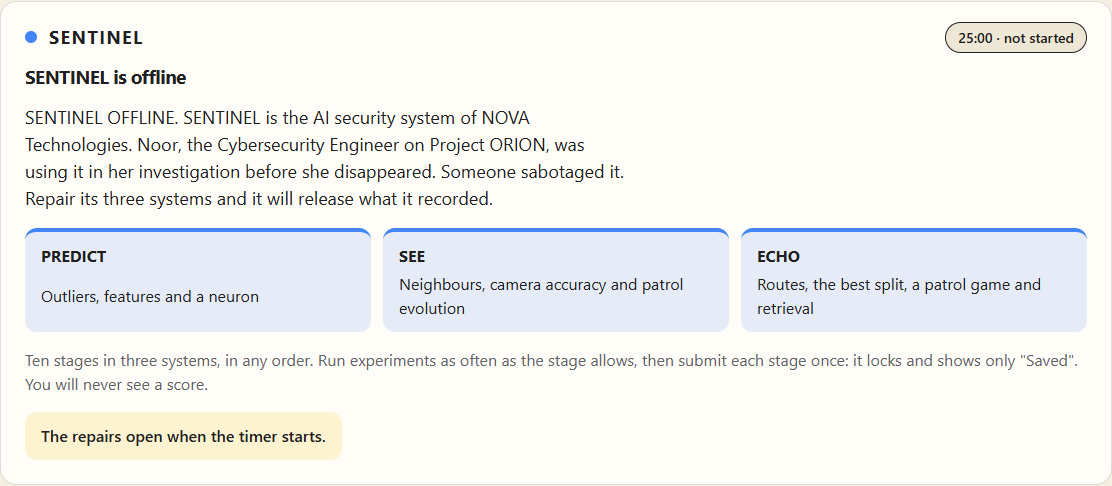 SENTINEL
25:00 · not started
SENTINEL is offline
SENTINEL OFFLINE. SENTINEL is the AI security system of NOVA
Technologies. Noor, the Cybersecurity Engineer on Project ORION, was
using it in her investigation before she disappeared. Someone sabotaged it.
Repair its three systems and it will release what it recorded.
PREDICT
Outliers, features and a neuron
SEE
Neighbours, camera accuracy and patrol
evolution
ECHO
Routes, the best split, a patrol game and
retrieval
Ten stages in three systems, in any order. Run experiments as often as the stage allows, then submit each stage once: it locks and shows only "Saved".
You will never see a score.
The repairs open when the timer starts.